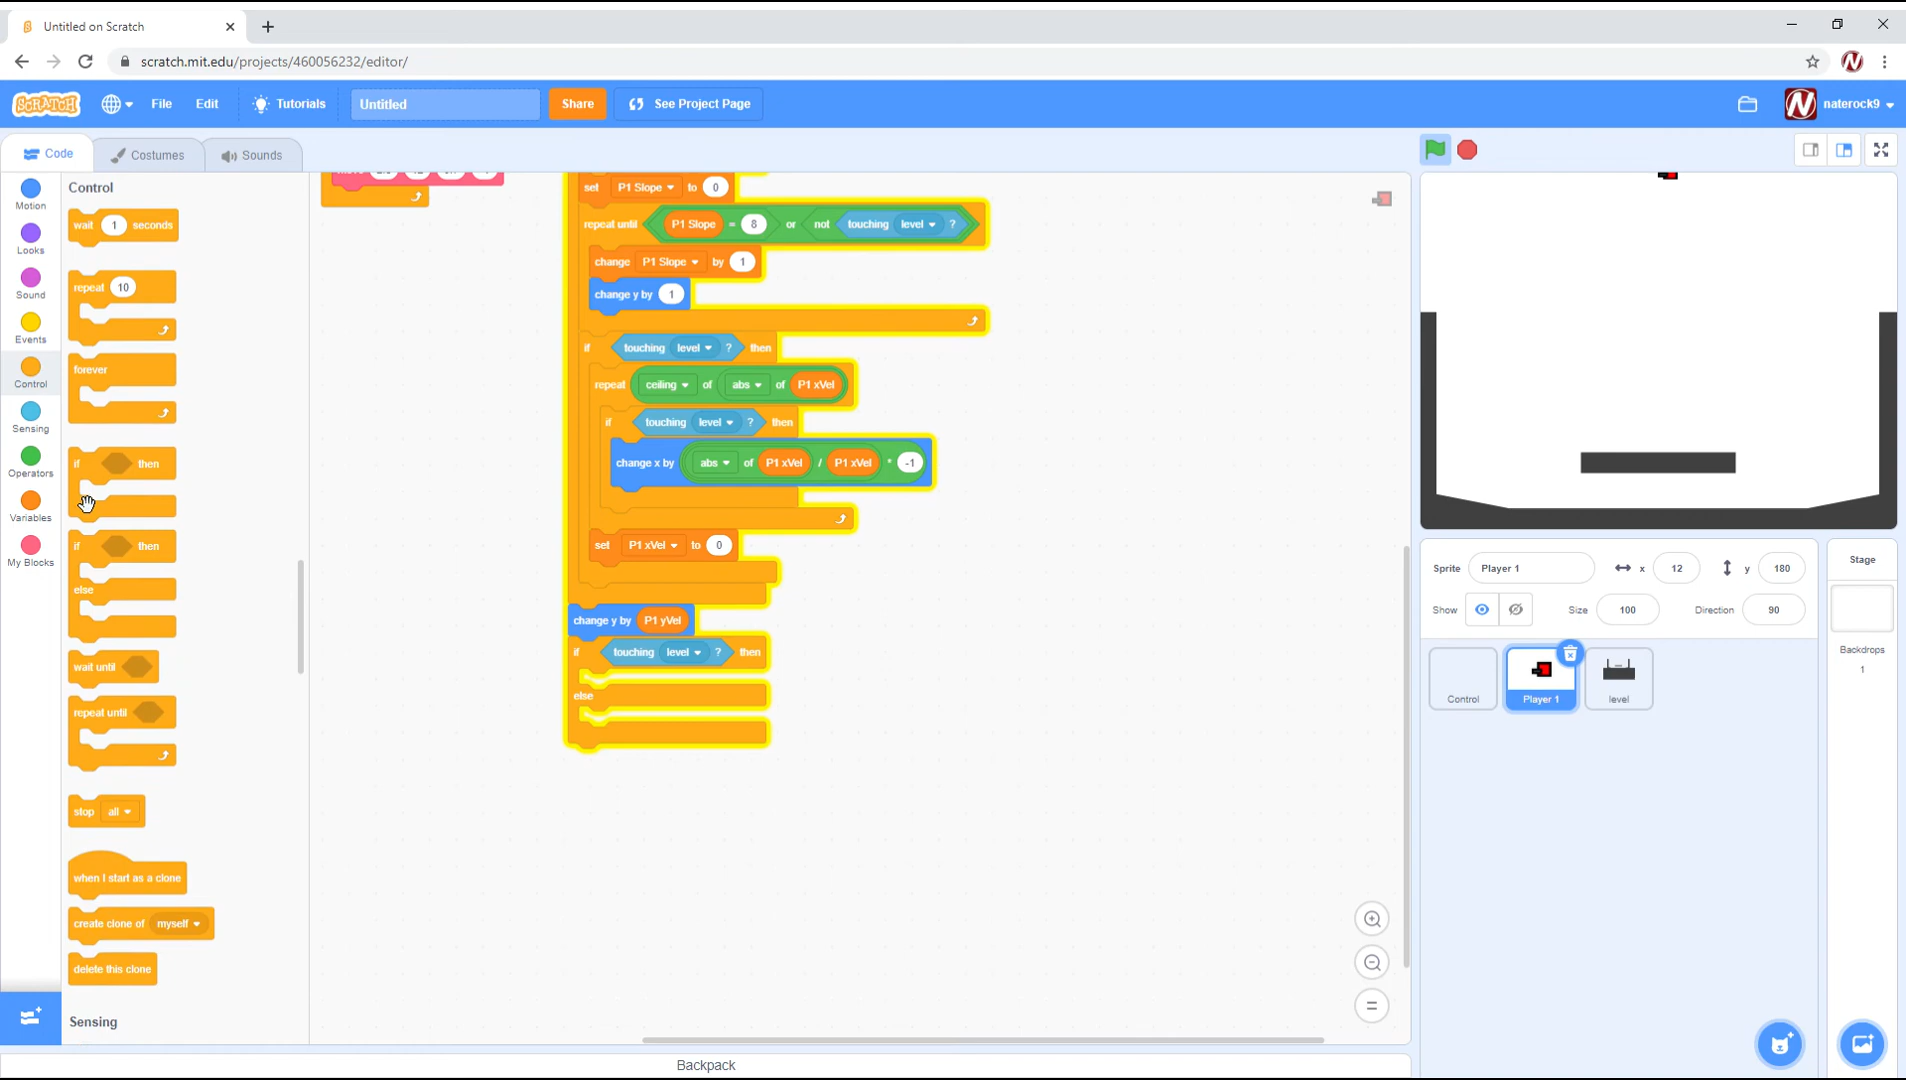 Untitled on Scratch
scratch.mit.edu/projects/460056232/editor/
SCRATCH File Edit Tutorials Untitled Share See Project Page naterock9
Code Costumes Sounds
Motion
Looks
Sound
Events
Control
Sensing
Operators
Variables
My Blocks
Control
wait 1 seconds
repeat 10
forever
if then
if then
else
wait until
repeat until
stop all
when I start as a clone
create clone of myself
delete this clone
Sensing
set P1 Slope to 0
repeat until P1 Slope = 8 or not touching level ?
change P1 Slope by 1
change y by 1
if touching level ? then
repeat ceiling of abs of P1 xVel
if touching level ? then
change x by abs of P1 xVel / P1 xVel * -1
set P1 xVel to 0
change y by P1 yVel
if touching level ? then
else
Backpack
Sprite Player 1 x 12 y 180
Show Size 100 Direction 90
Control
Player 1
level
Stage
Backdrops
1